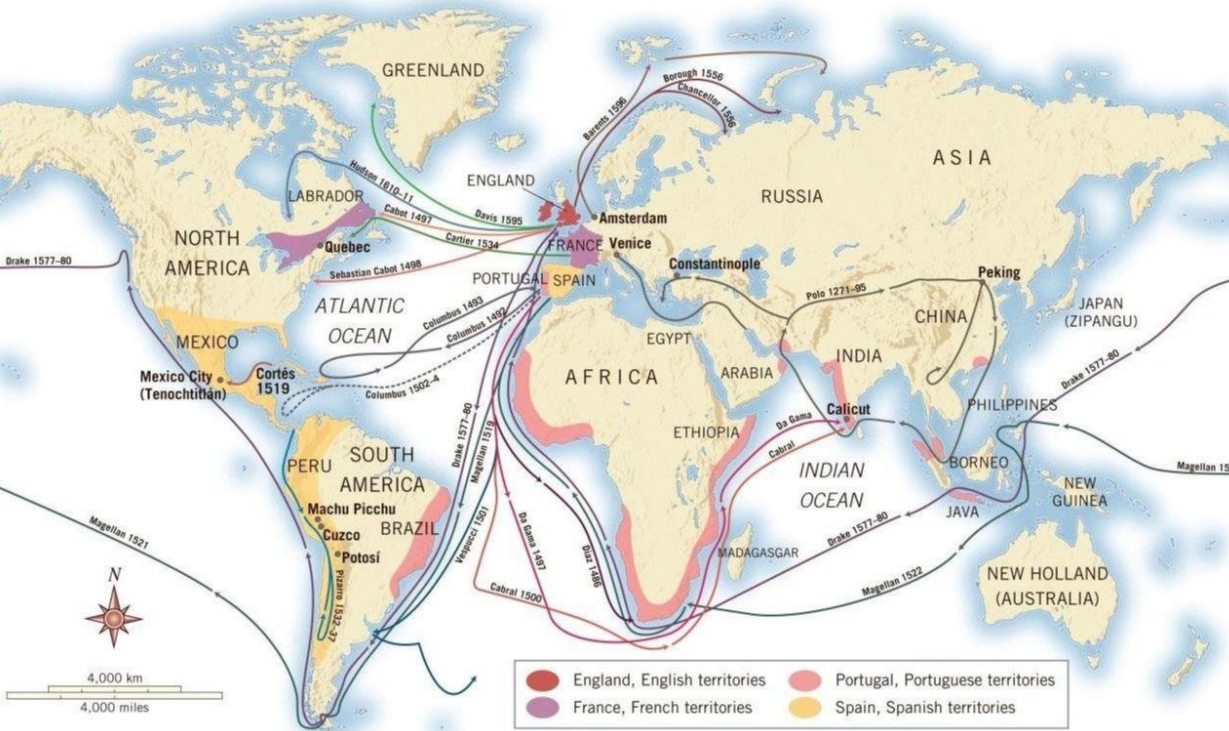 GREENLAND
ASIA
RUSSIA
Borough 1556
Chancellor 1556
Barents 1596
ENGLAND
Hudson 1610–11
LABRADOR
Cabot 1497
Davis 1595
Amsterdam
NORTH
AMERICA
Quebec
Cartier 1534
FRANCE
Venice
Drake 1577–80
Sebastian Cabot 1498
PORTUGAL
SPAIN
Constantinople
Peking
Polo 1271–95
ATLANTIC
OCEAN
Columbus 1493
Columbus 1492
CHINA
JAPAN
(ZIPANGU)
MEXICO
EGYPT
INDIA
Mexico City
(Tenochtitlán)
Cortés
1519
Columbus 1502–4
AFRICA
ARABIA
Drake 1577–80
Calicut
PHILIPPINES
ETHIOPIA
Da Gama
Cabral
Drake 1577–80
Magellan 1519
PERU
SOUTH
AMERICA
INDIAN
OCEAN
BORNEO
Magellan 15
NEW
GUINEA
Machu Picchu
Cuzco
Potosí
BRAZIL
JAVA
Magellan 1521
Vespucci 1501
Da Gama 1497
Diaz 1486
Drake 1577–80
MADAGASGAR
Pizarro 1532–37
Cabral 1500
Magellan 1522
NEW HOLLAND
(AUSTRALIA)
N
4,000 km
4,000 miles
England, English territories
France, French territories
Portugal, Portuguese territories
Spain, Spanish territories